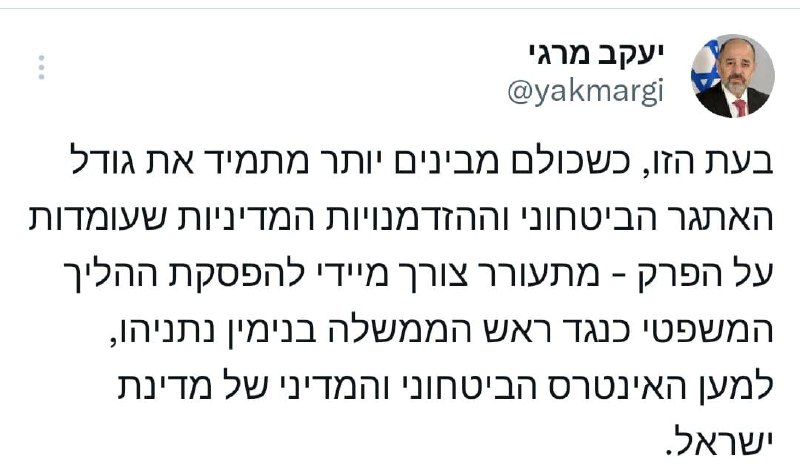 יעקב מרגי
@yakmargi
בעת הזו, כשכולם מבינים יותר מתמיד את גודל
האתגר הביטחוני וההזדמנויות המדיניות שעומדות
על הפרק - מתעורר צורך מיידי להפסקת ההליך
המשפטי כנגד ראש הממשלה בנימין נתניהו,
למען האינטרס הביטחוני והמדיני של מדינת
ישראל.